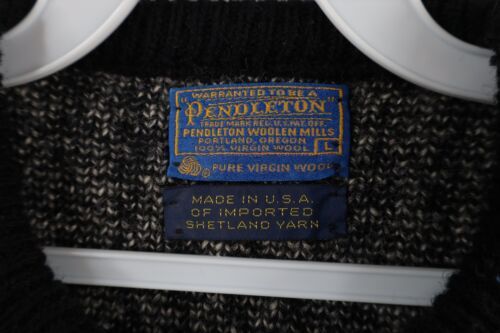 WARRANTED TO BE A
"PENDLETON"
TRADE MARK REG. U.S. PAT. OFF.
PENDLETON WOOLEN MILLS
PORTLAND, OREGON
100% VIRGIN WOOL L
® PURE VIRGIN WOOL
MADE IN U.S.A.
OF IMPORTED
SHETLAND YARN